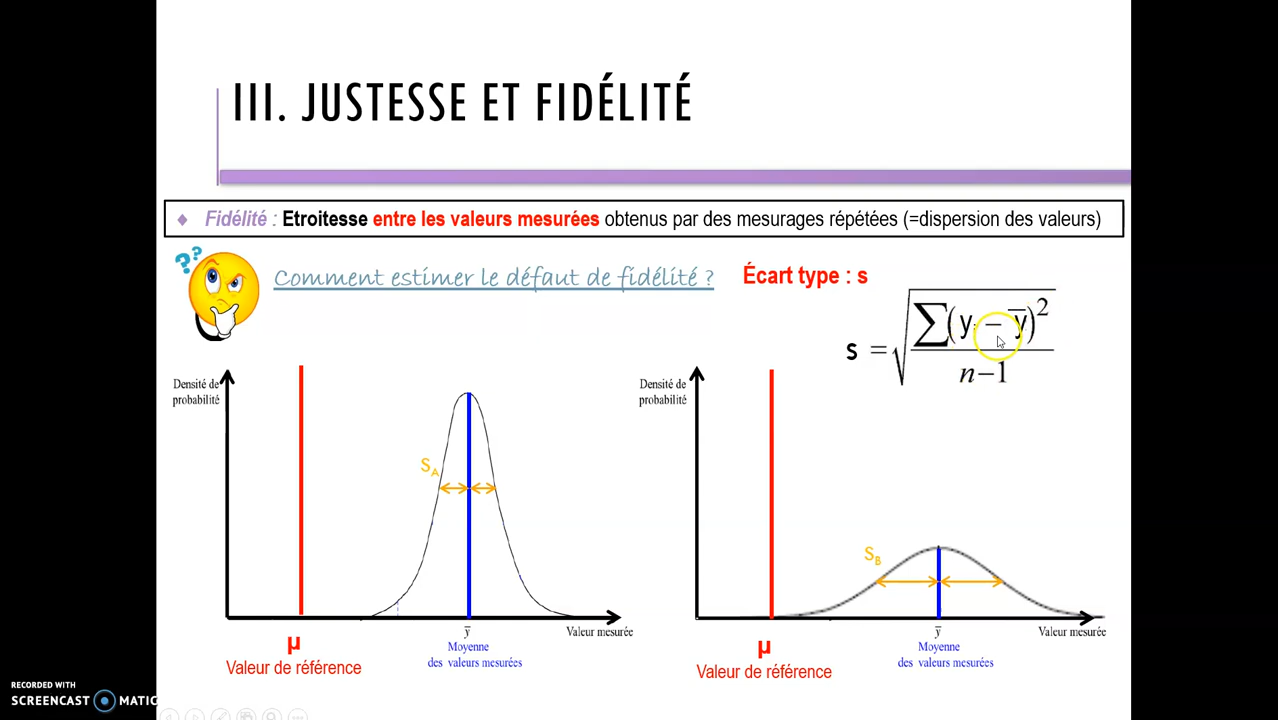 III. JUSTESSE ET FIDÉLITÉ
♦ Fidélité : Etroitesse entre les valeurs mesurées obtenus par des mesurages répétées (=dispersion des valeurs)
??
Comment estimer le défaut de fidélité ?
Écart type : s
s = √(∑(yᵢ − ȳ)² / (n−1))
Densité de
probabilité
S_A
ȳ
Valeur mesurée
µ
Moyenne
des valeurs mesurées
Valeur de référence
Densité de
probabilité
S_B
ȳ
Valeur mesurée
µ
Moyenne
des valeurs mesurées
Valeur de référence
RECORDED WITH
SCREENCAST MATIC